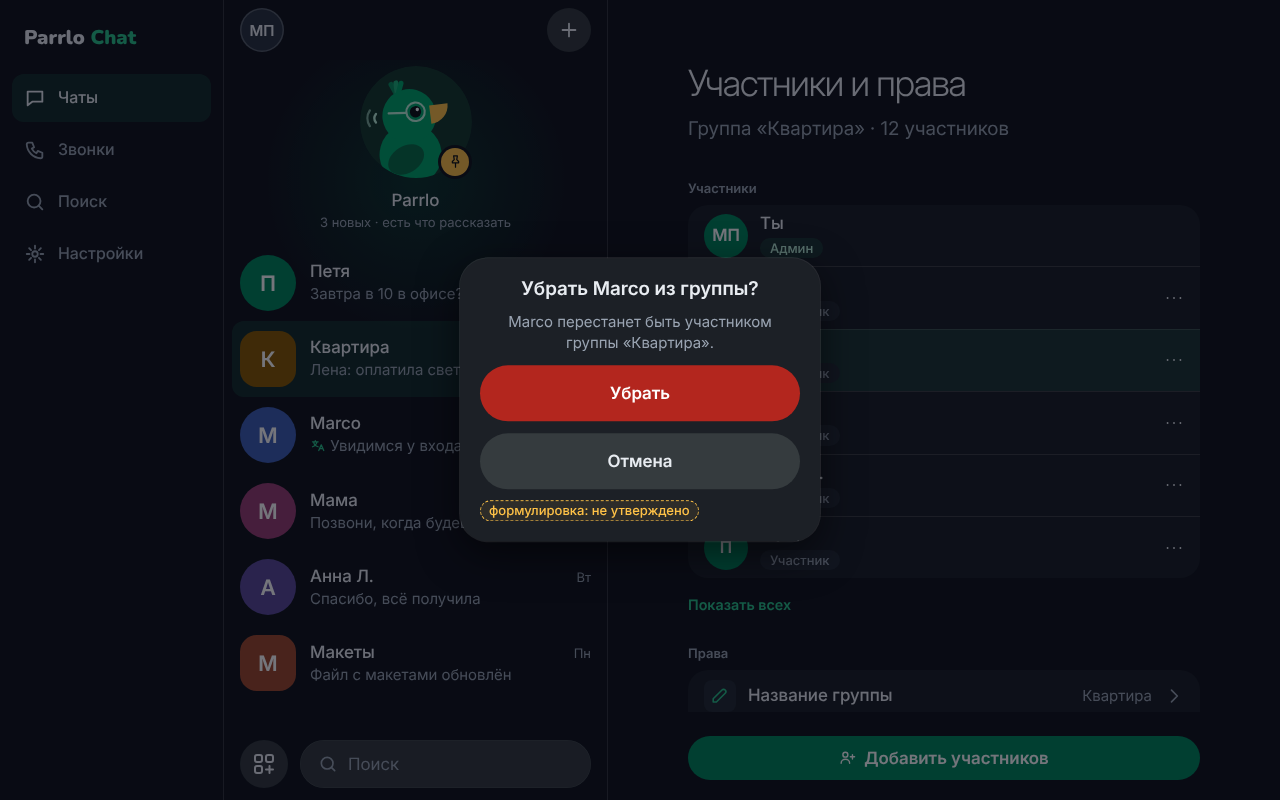 Parrlo Chat
Чаты
Звонки
Поиск
Настройки
МП
Parrlo
3 новых · есть что рассказать
П
Петя
Завтра в 10 в офисе?
К
Квартира
Лена: оплатила свет
M
Marco
Увидимся у входа
М
Мама
Позвони, когда
А
Анна Л.
Вт
Спасибо, всё получила
М
Макеты
Пн
Файл с макетами обновлён
Поиск
Участники и права
Группа «Квартира» · 12 участников
Участники
МП
Ты
Админ
П
Участник
Показать всех
Права
Название группы
Квартира
Добавить участников
Убрать Marco из группы?
Marco перестанет быть участником
группы «Квартира».
Убрать
Отмена
формулировка: не утверждено